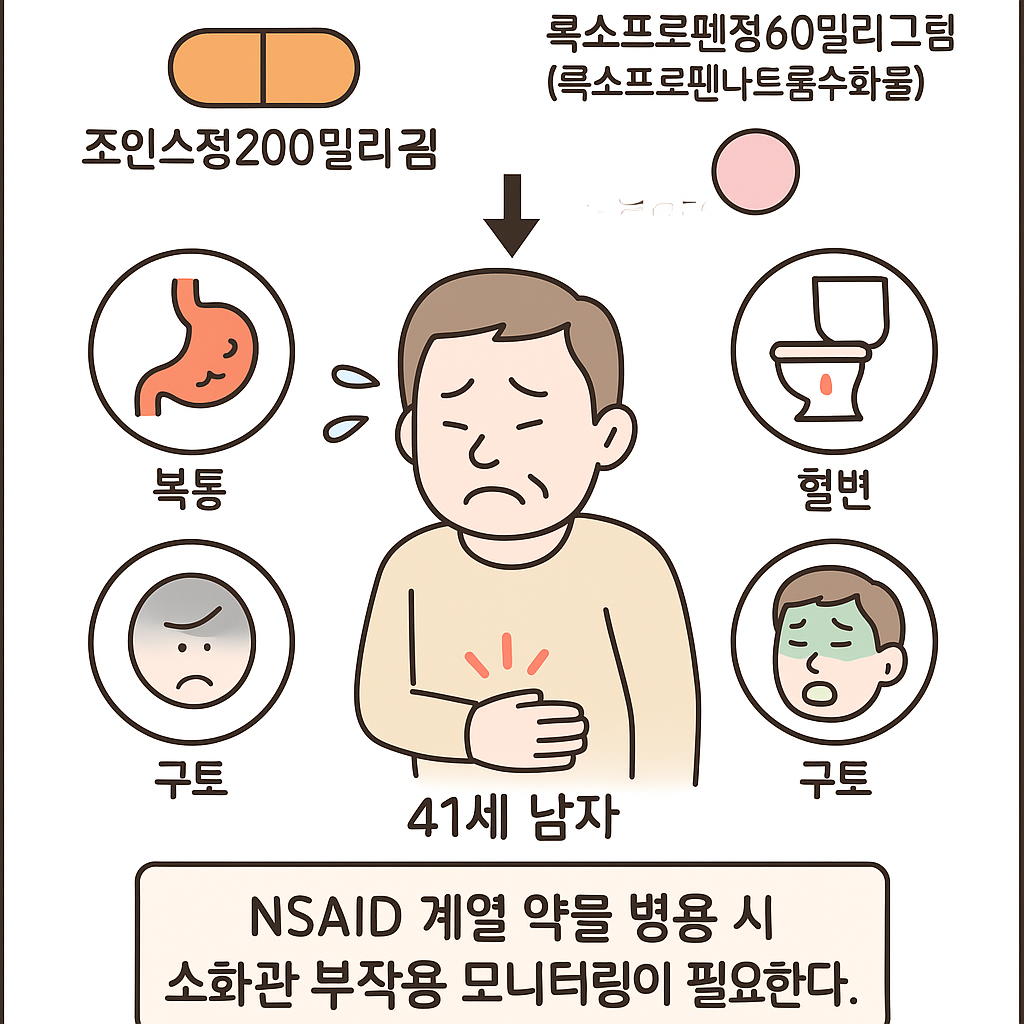 록소프로펜정60밀리그팀
(륵소프로펜나트룸수화물)
조인스정200밀리김
복통
혈변
구토
구토
41세 남자
NSAID 계열 약믈 병용 시
소화관 부작용 모니터링이 필요한다.